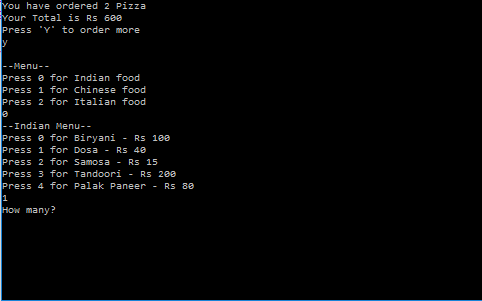 You have ordered 2 Pizza
Your Total is Rs 600
Press 'Y' to order more
y
--Menu--
Press 0 for Indian food
Press 1 for Chinese food
Press 2 for Italian food
0
--Indian Menu--
Press 0 for Biryani - Rs 100
Press 1 for Dosa - Rs 40
Press 2 for Samosa - Rs 15
Press 3 for Tandoori - Rs 200
Press 4 for Palak Paneer - Rs 80
1
How many?